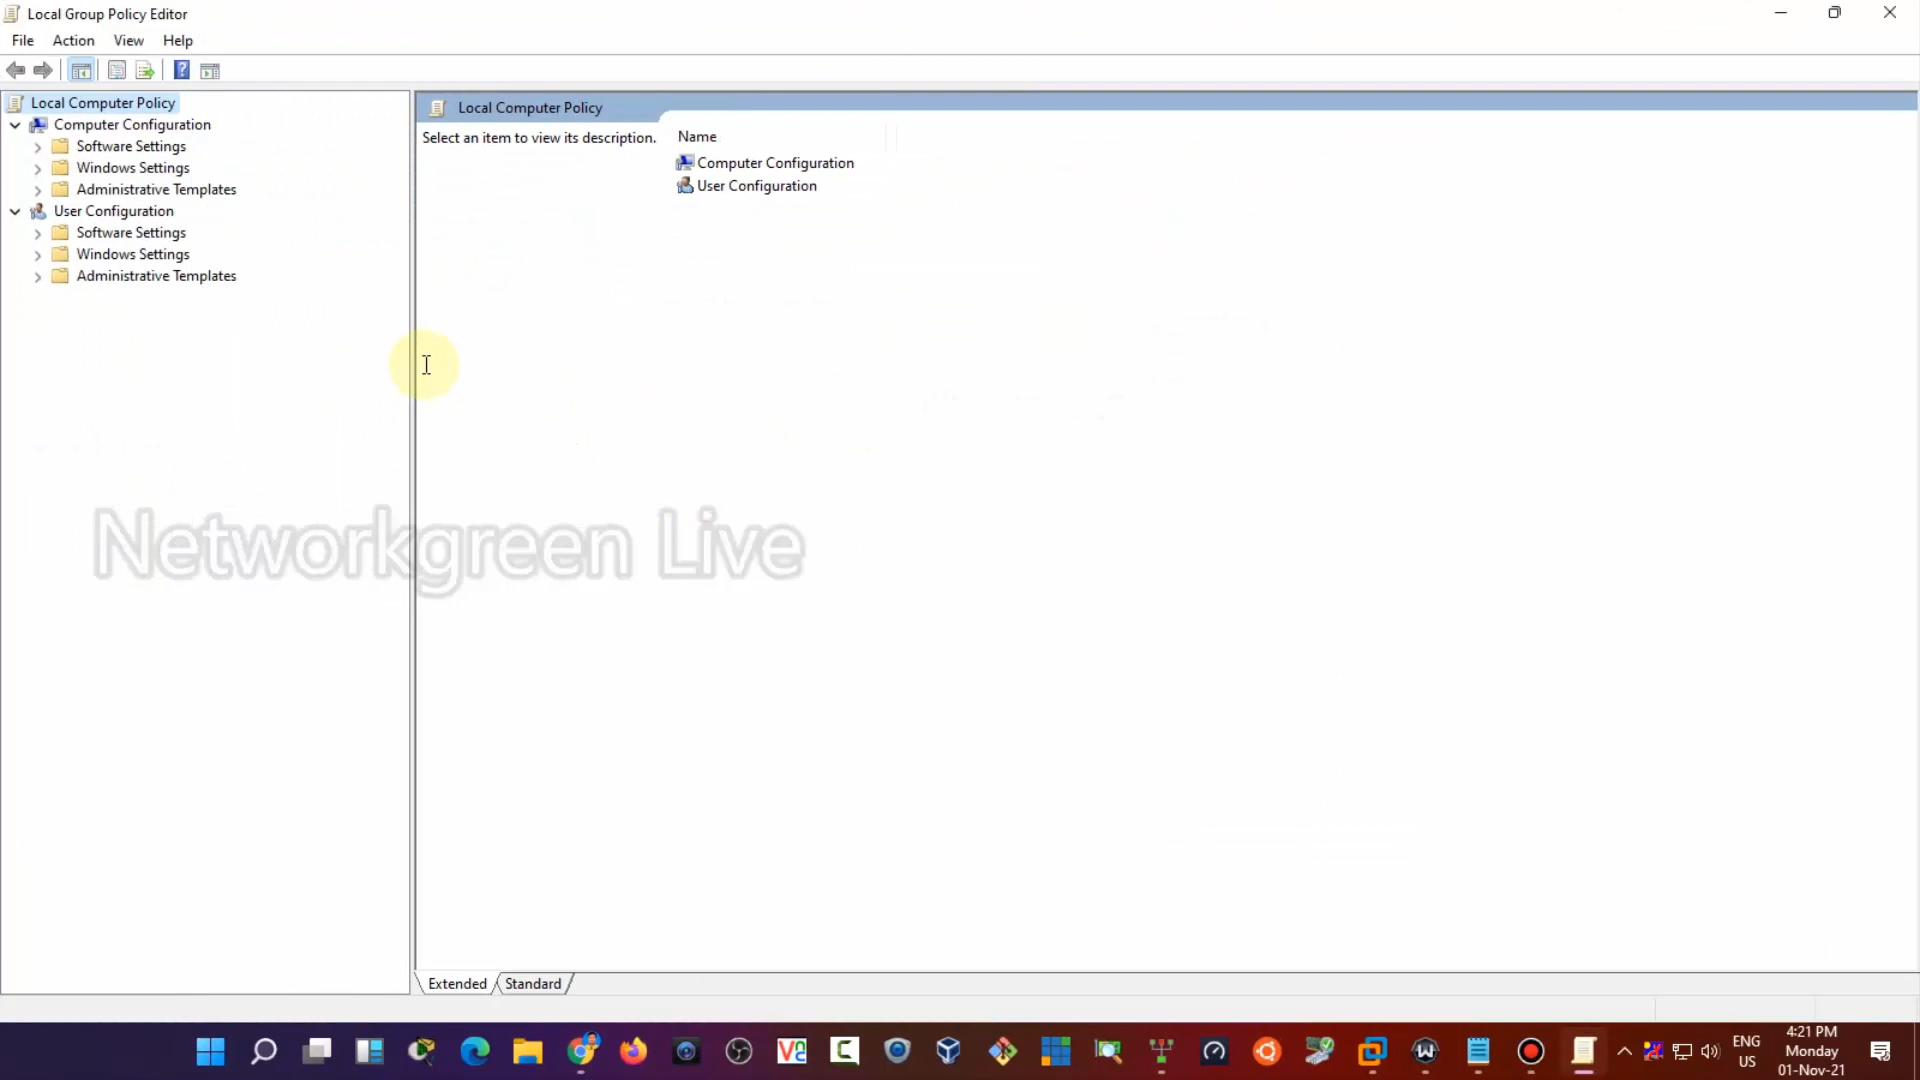 Local Group Policy Editor
File Action View Help
Local Computer Policy
Computer Configuration
Software Settings
Windows Settings
Administrative Templates
User Configuration
Software Settings
Windows Settings
Administrative Templates
Local Computer Policy
Select an item to view its description.
Name
Computer Configuration
User Configuration
Networkgreen Live
Extended
Standard
ENG
US
4:21 PM
Monday
01-Nov-21